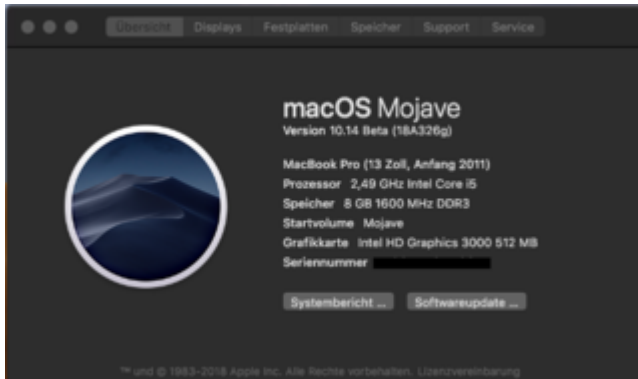 Übersicht Displays Festplatten Speicher Support Service
macOS Mojave
Version 10.14 Beta (18A326g)
MacBook Pro (13 Zoll, Anfang 2011)
Prozessor 2,49 GHz Intel Core i5
Speicher 8 GB 1600 MHz DDR3
Startvolume Mojave
Grafikkarte Intel HD Graphics 3000 512 MB
Seriennummer
Systembericht ... Softwareupdate ...
™ und © 1983-2018 Apple Inc. Alle Rechte vorbehalten. Lizenzvereinbarung